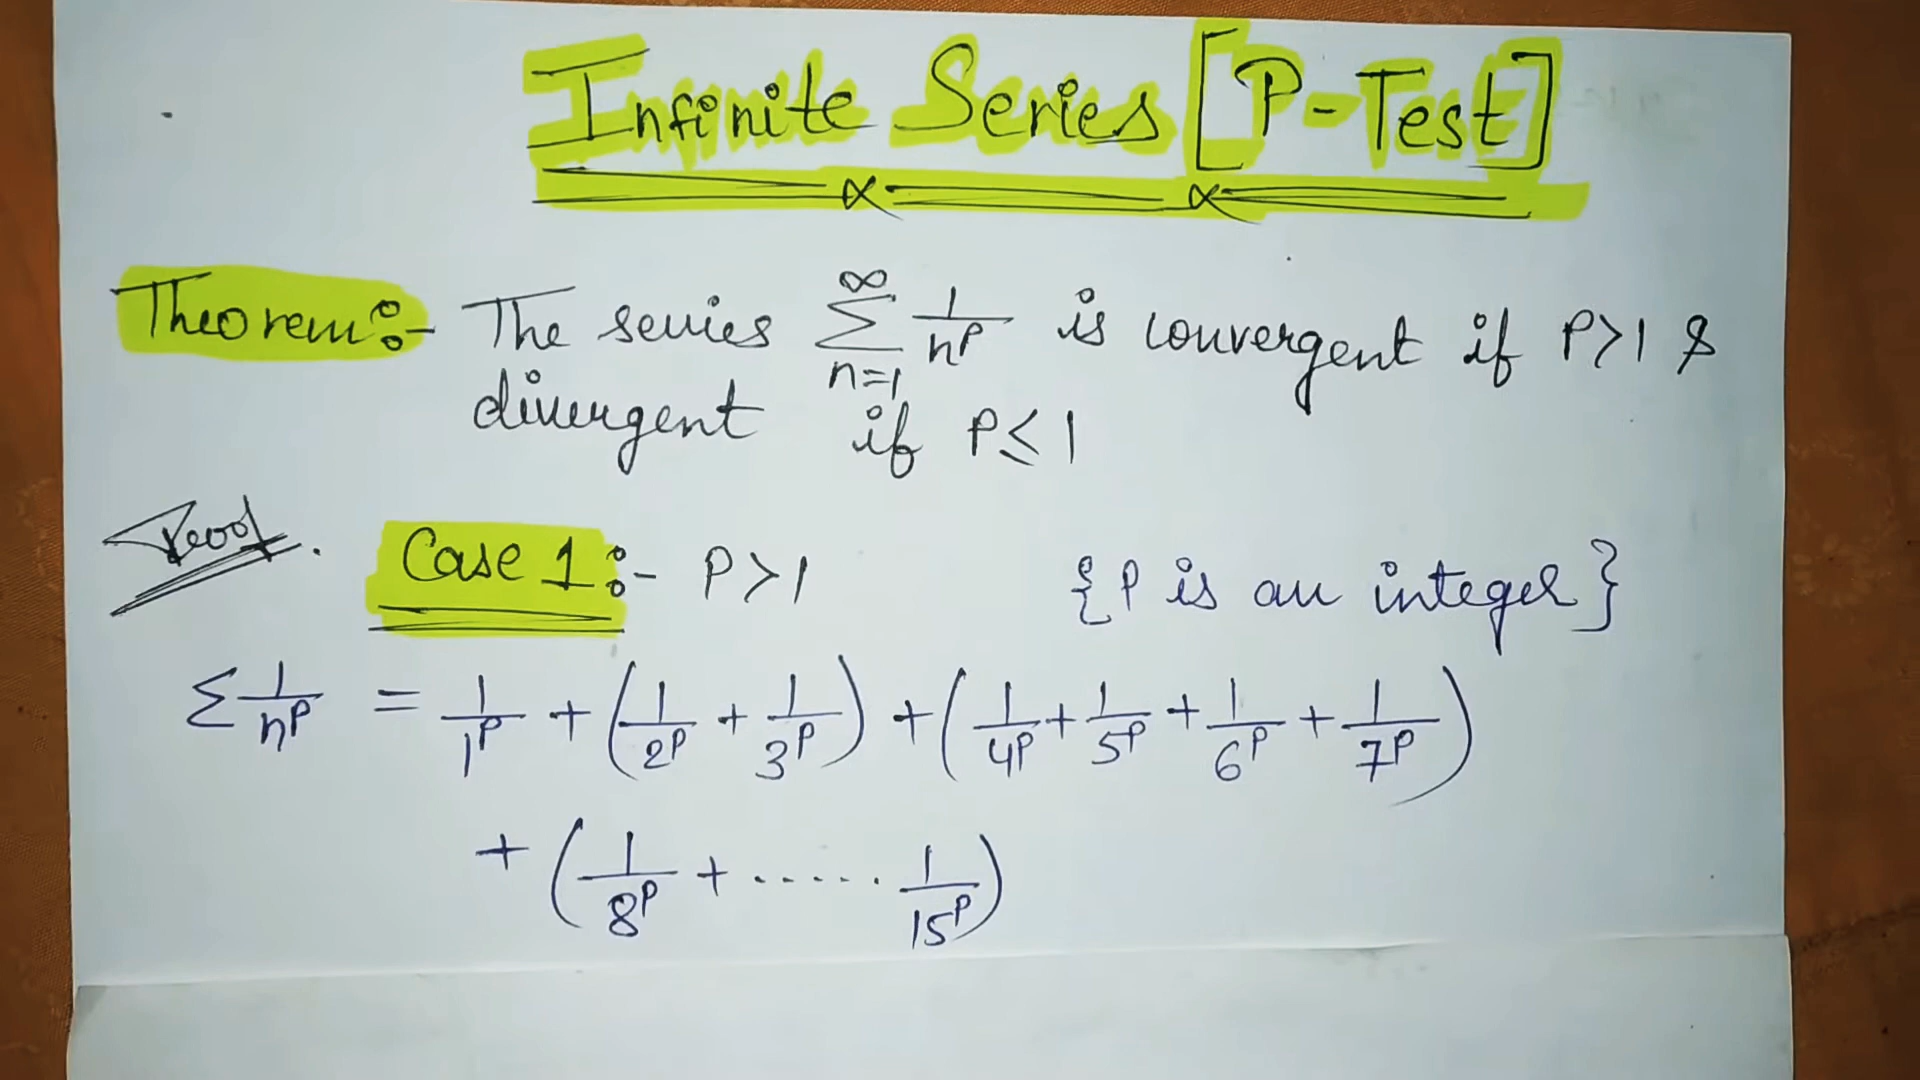 Infinite Series [P-Test]
Theorem:- The series ∑_{n=1}^{∞} 1/n^p is convergent if P>1 &
divergent if P≤1
Proof. Case 1:- P>1 {P is an integer}
∑ 1/n^p = 1/1^p + (1/2^p + 1/3^p) + (1/4^p + 1/5^p + 1/6^p + 1/7^p)
+ (1/8^p + ..... 1/15^p)